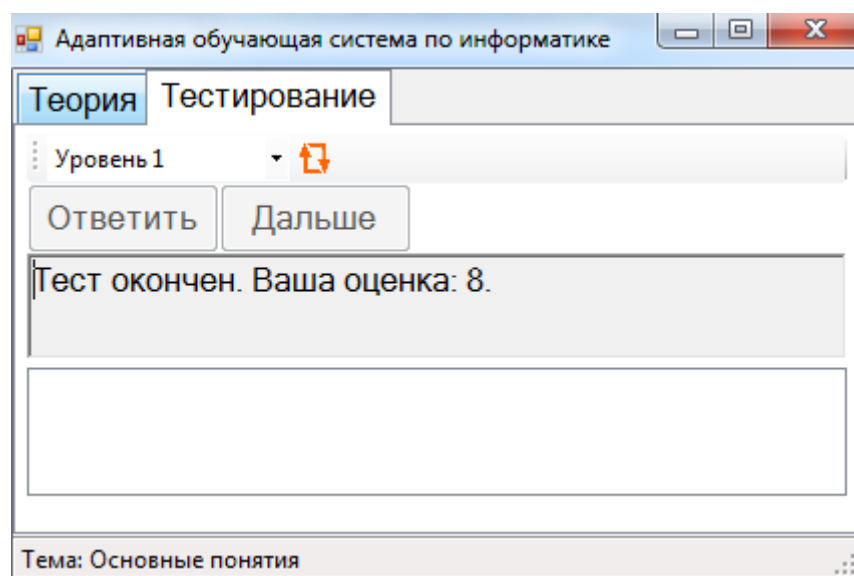 Адаптивная обучающая система по информатике
Теория Тестирование
Уровень 1
Ответить Дальше
Тест окончен. Ваша оценка: 8.
Тема: Основные понятия